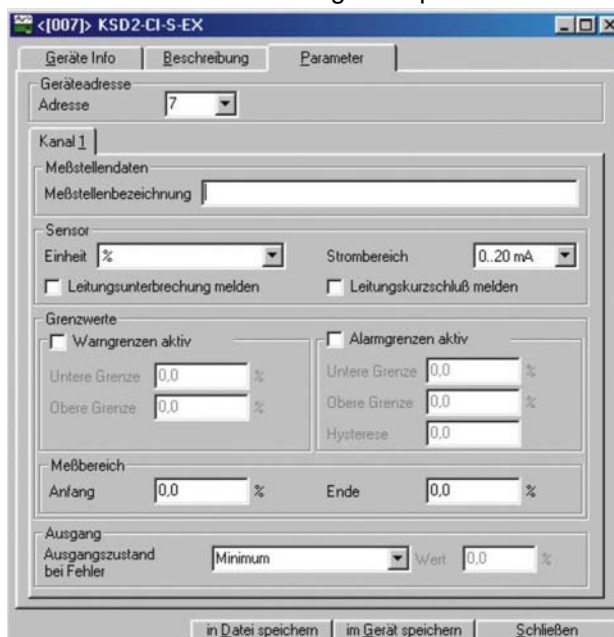 <[007]> KSD2-CI-S-EX
Geräte Info Beschreibung Parameter
Geräteadresse
Adresse 7
Kanal 1
Meßstellendaten
Meßstellenbezeichnung
Sensor
Einheit % Strombereich 0..20 mA
Leitungsunterbrechung melden Leitungskurzschluß melden
Grenzwerte
Warngrenzen aktiv Alarmgrenzen aktiv
Untere Grenze 0,0 % Untere Grenze 0,0 %
Obere Grenze 0,0 % Obere Grenze 0,0 %
Hysterese 0,0
Meßbereich
Anfang 0,0 % Ende 0,0 %
Ausgang
Ausgangszustand bei Fehler Minimum Wert 0,0 %
in Datei speichern im Gerät speichern Schließen